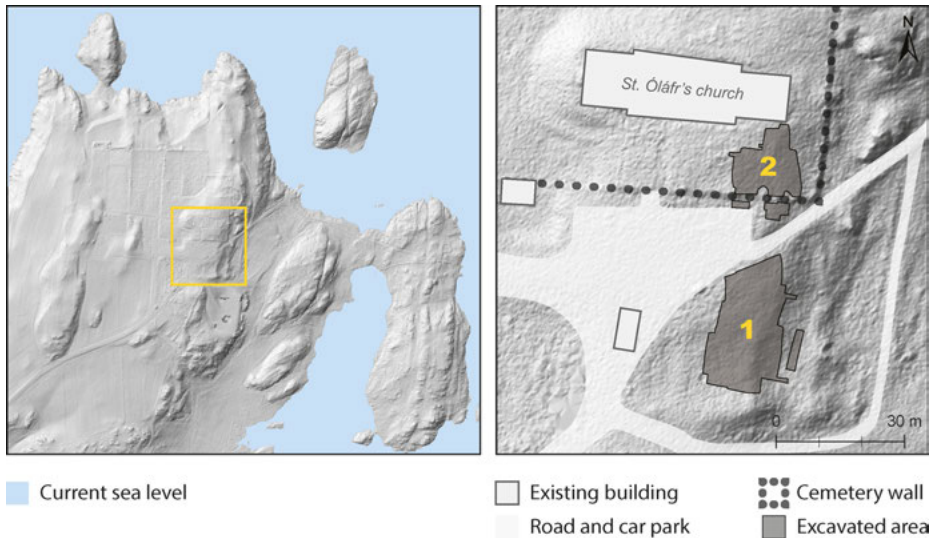 N
St. Óláfr's church
2
1
0 30 m
Current sea level
Existing building
Cemetery wall
Road and car park
Excavated area